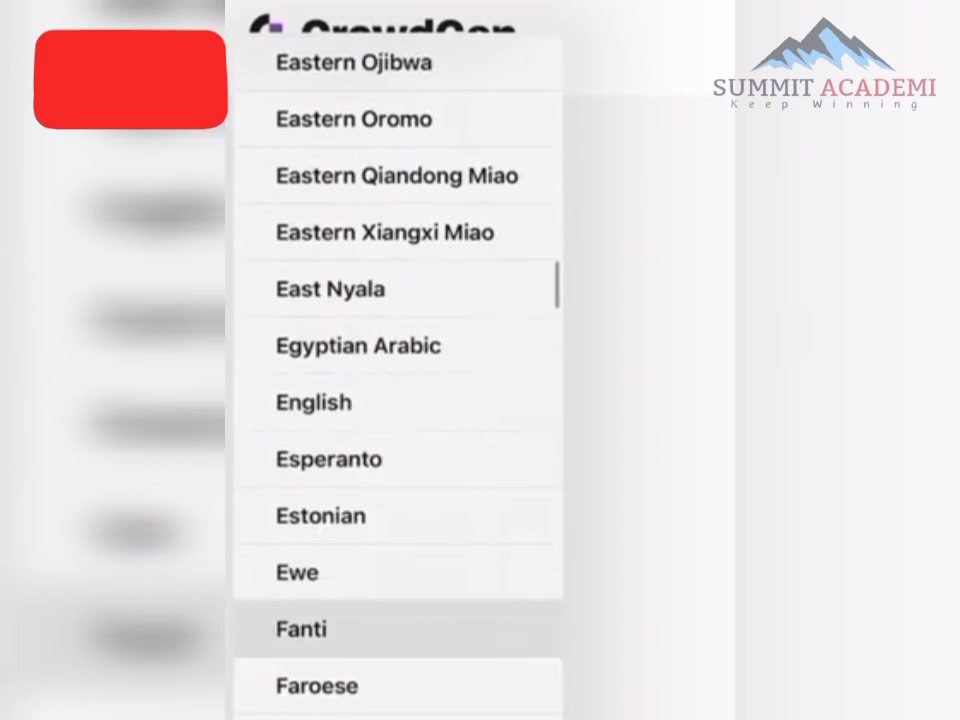 CrowdGen
SUMMIT ACADEMI
Keep Winning
Eastern Ojibwa
Eastern Oromo
Eastern Qiandong Miao
Eastern Xiangxi Miao
East Nyala
Egyptian Arabic
English
Esperanto
Estonian
Ewe
Fanti
Faroese